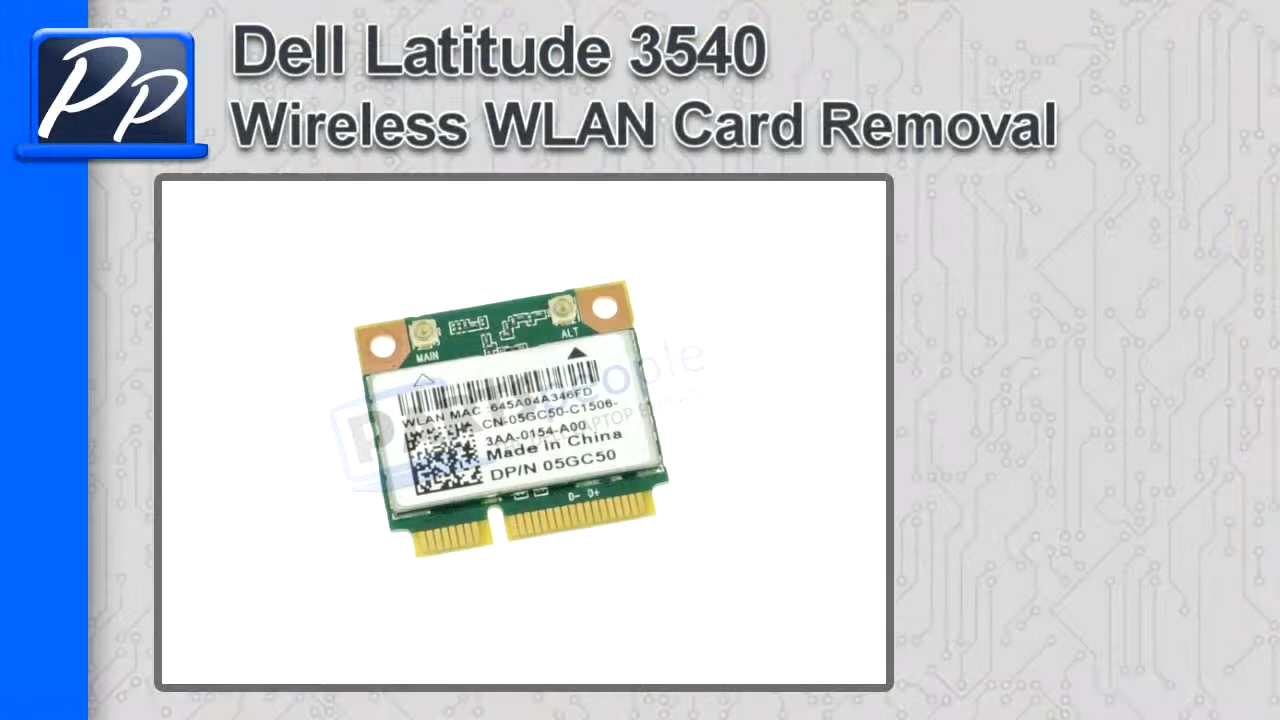 Pp
Dell Latitude 3540
Wireless WLAN Card Removal
MAIN
ALT
WLAN MAC :645A04A346FD
CN-05GC50-C1506-
3AA-0154-A00
Made in China
DP/N 05GC50
D- D+
people